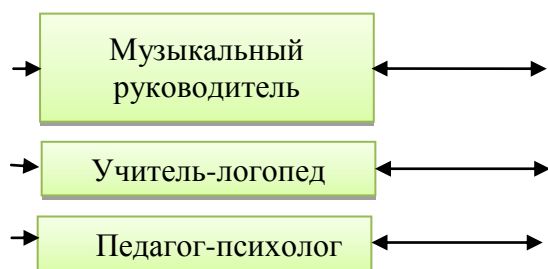 Музыкальный
руководитель
Учитель-логопед
Педагог-психолог